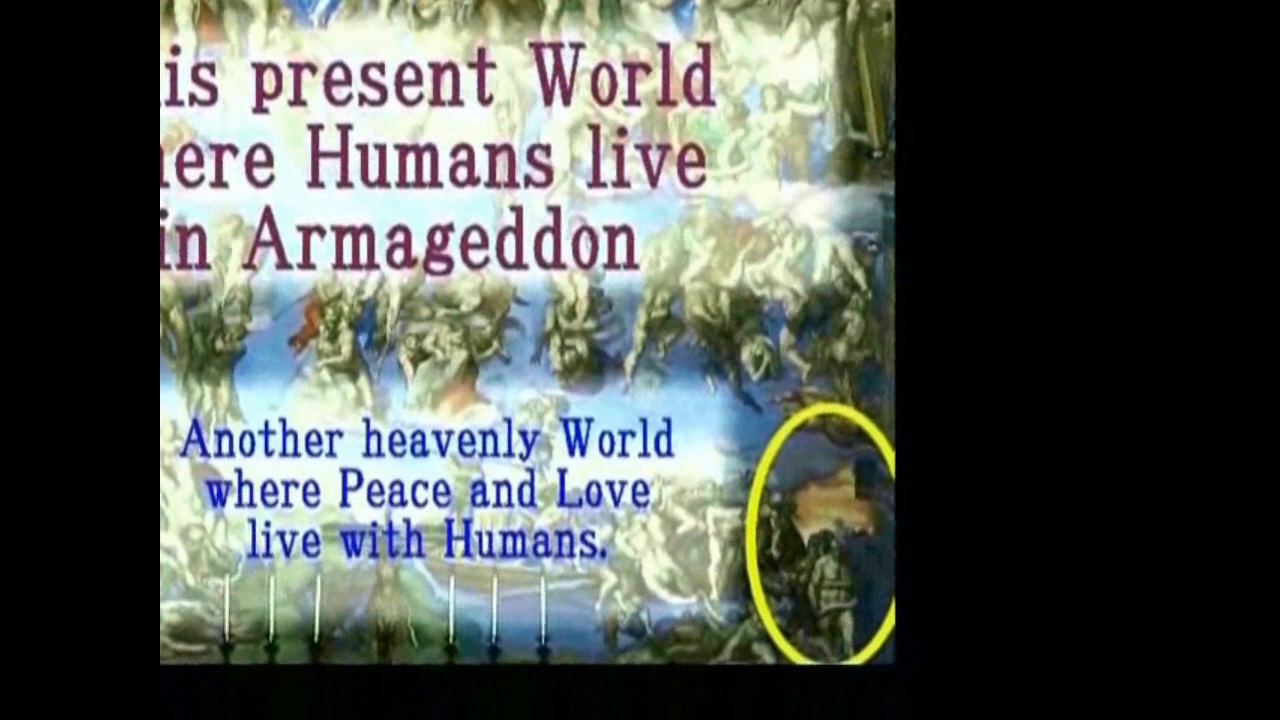 is present World
ere Humans live
in Armageddon
Another heavenly World
where Peace and Love
live with Humans.